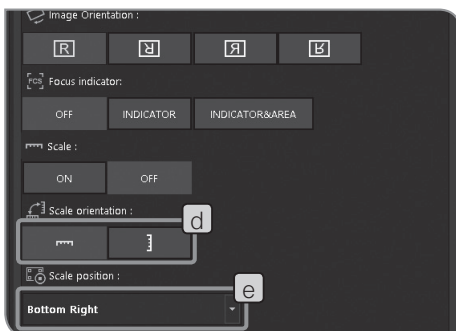 Image Orientation :
R R R R
FCS Focus indicator:
OFF INDICATOR INDICATOR&AREA
Scale :
ON OFF
Scale orientation :
d
Scale position :
e
Bottom Right